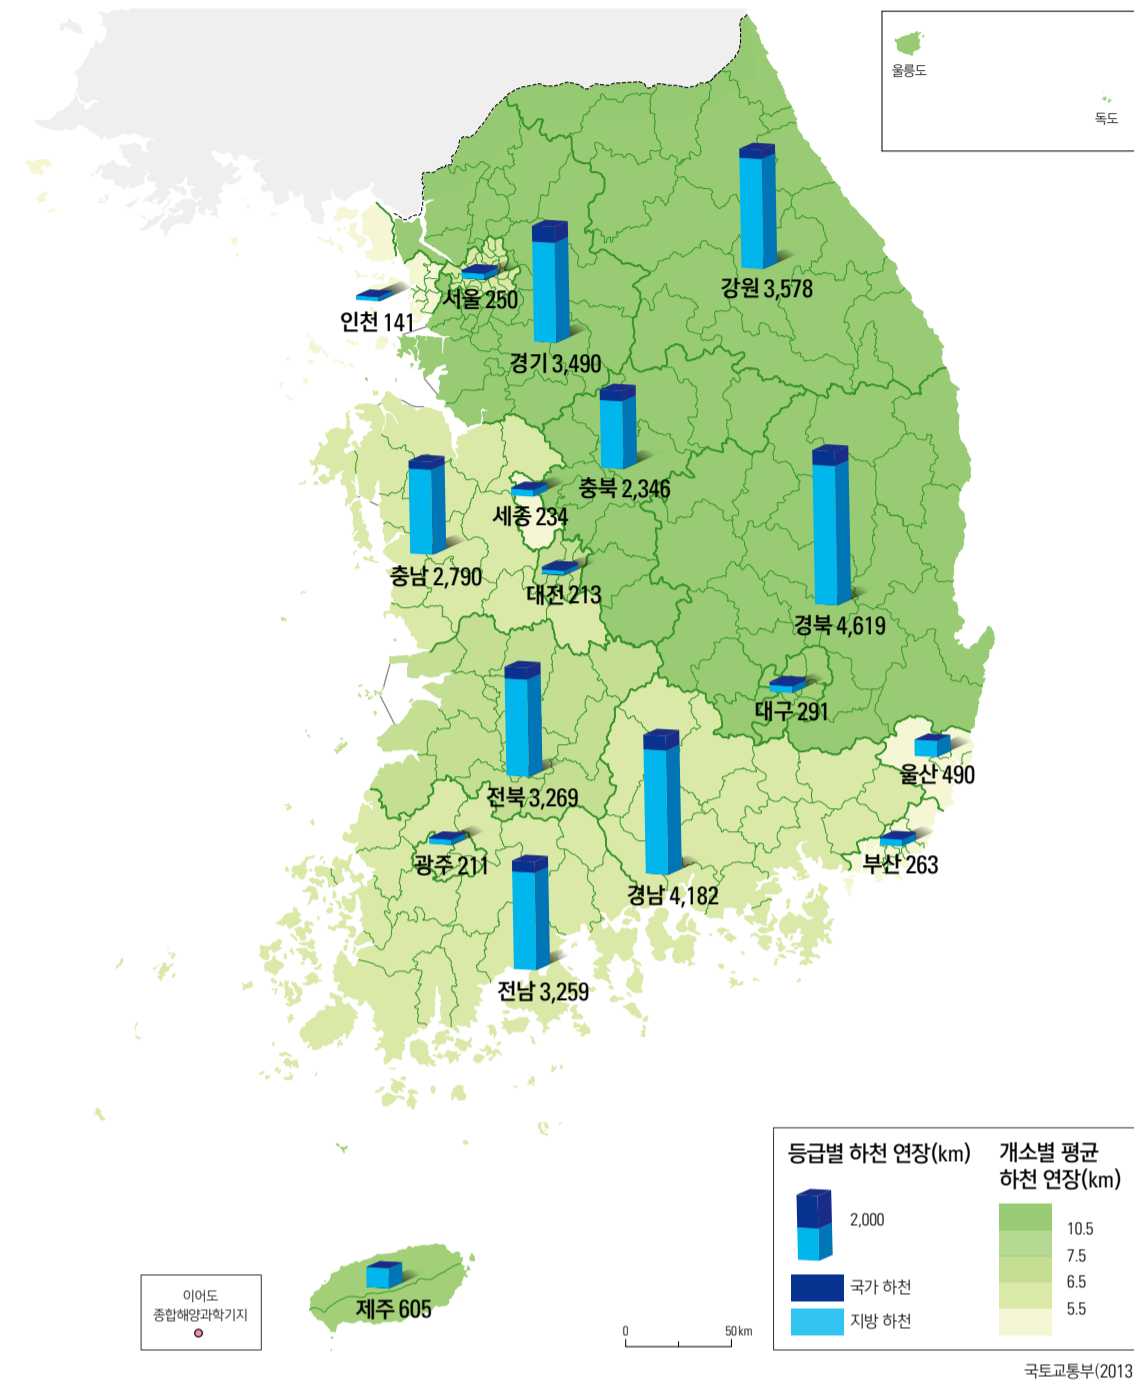 울릉도
독도
강원 3,578
서울 250
인천 141
경기 3,490
충북 2,346
세종 234
충남 2,790
대전 213
경북 4,619
대구 291
울산 490
전북 3,269
부산 263
광주 211
경남 4,182
전남 3,259
제주 605
이어도
종합해양과학기지
0 50 km
등급별 하천 연장(km)
2,000
국가 하천
지방 하천
개소별 평균
하천 연장(km)
10.5
7.5
6.5
5.5
국토교통부(2013